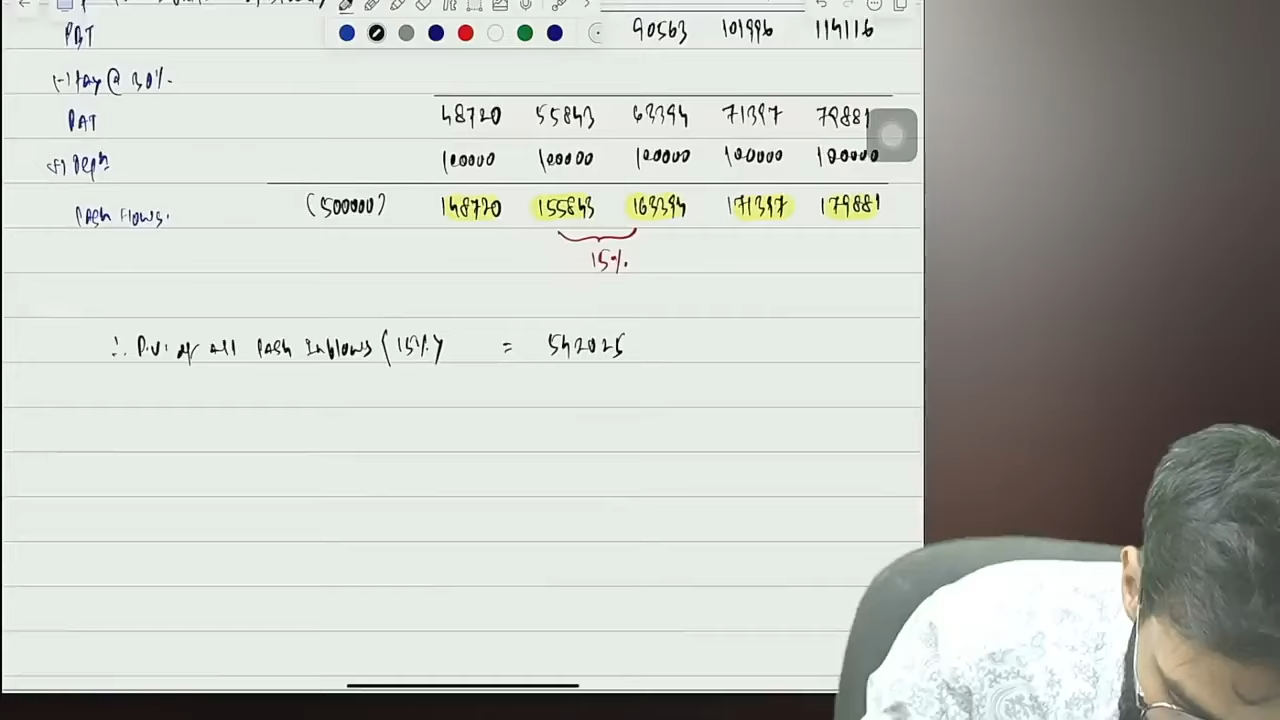 PBT 90563 101996 114116
(-) Tax @ 30%
PAT 48720 55843 63394 71397 79881
(+) Depn 100000 100000 100000 100000 100000
Cash Flows. (500000) 148720 155843 163394 171397 179881
15%
∴ P.V. of all Cash Inflows (15%) = 542025